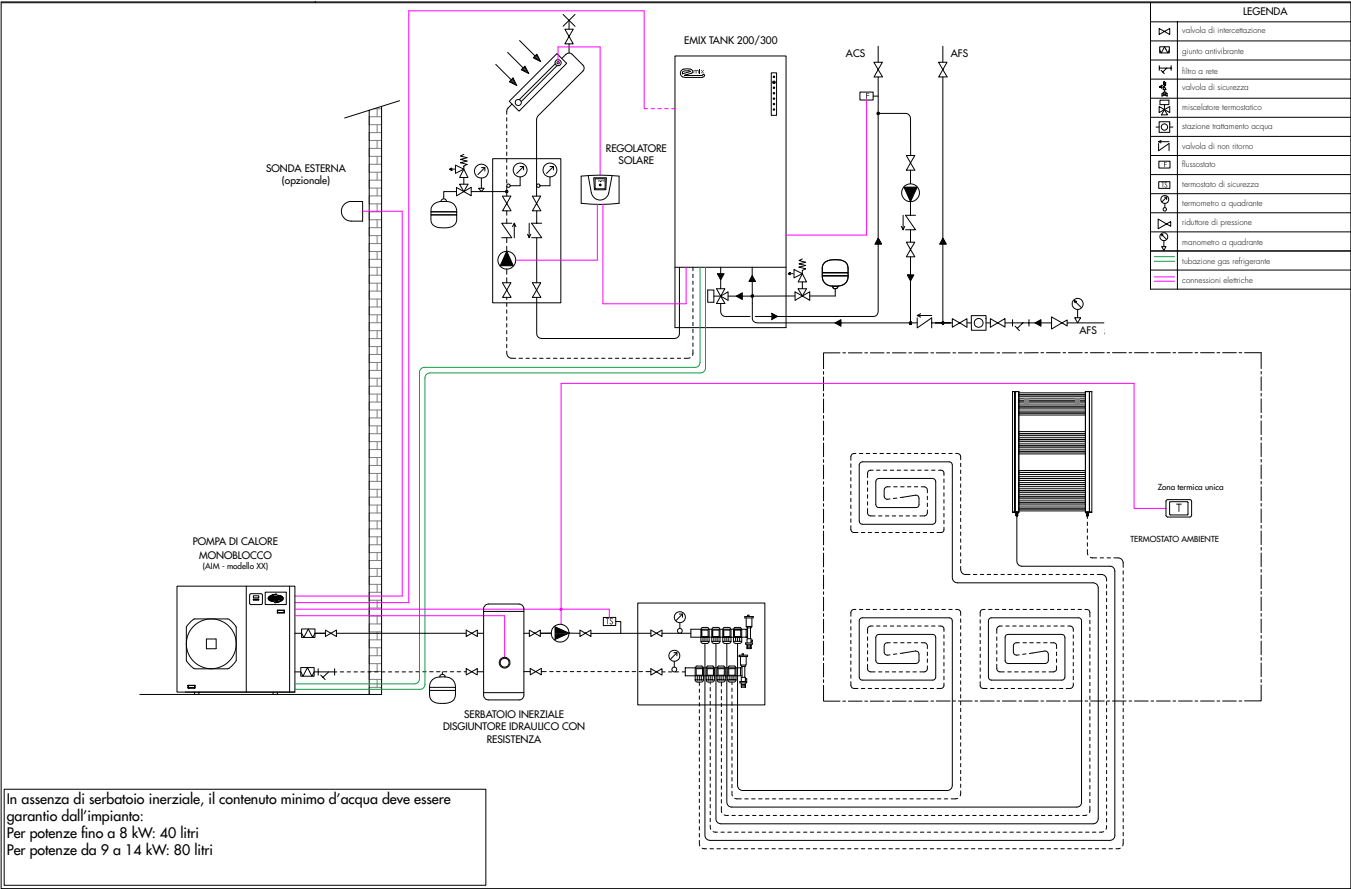 EMIX TANK 200/300
emix
ACS
AFS
F
REGOLATORE
SOLARE
SONDA ESTERNA
(opzionale)
AFS
LEGENDA
valvola di intercettazione
giunto antivibrante
filtro a rete
valvola di sicurezza
miscelatore termostatico
stazione trattamento acqua
valvola di non ritorno
F flussostato
TS termostato di sicurezza
termometro a quadrante
riduttore di pressione
manometro a quadrante
tubazione gas refrigerante
connessioni elettriche
Zona termica unica
T
TERMOSTATO AMBIENTE
POMPA DI CALORE
MONOBLOCCO
(AIM - modello XX)
TS
SERBATOIO INERZIALE
DISGIUNTORE IDRAULICO CON
RESISTENZA
In assenza di serbatoio inerziale, il contenuto minimo d'acqua deve essere
garantio dall'impianto:
Per potenze fino a 8 kW: 40 litri
Per potenze da 9 a 14 kW: 80 litri